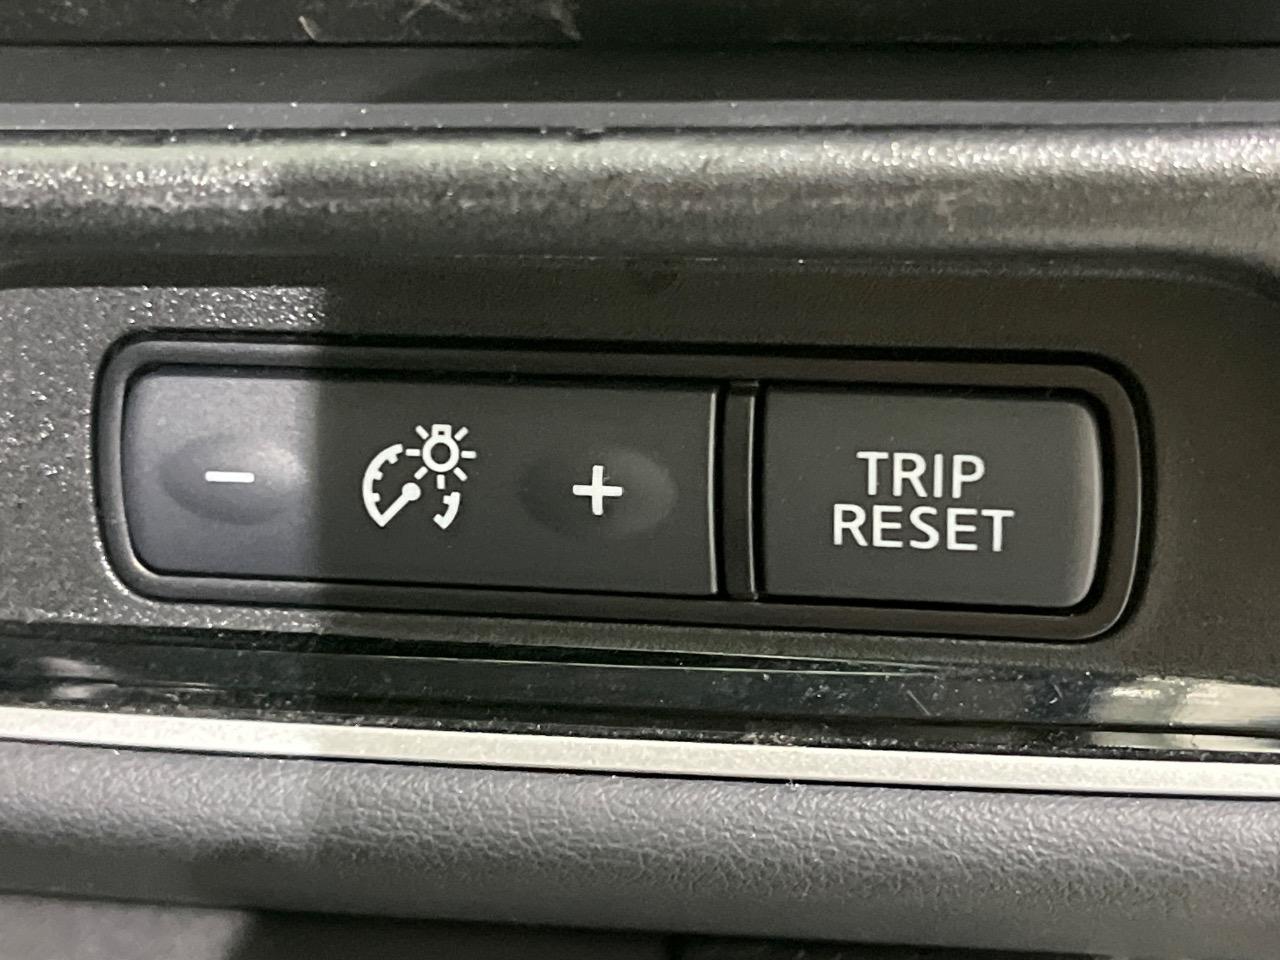 − +
TRIP
RESET